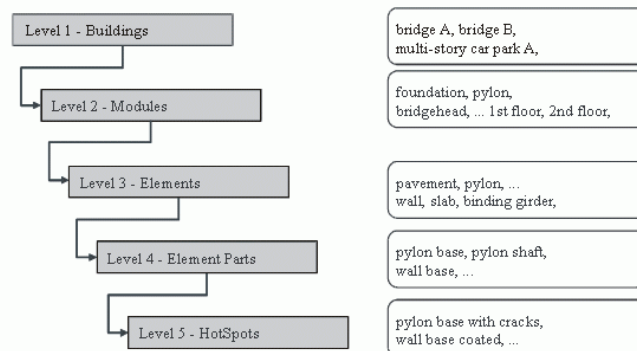 Level 1 - Buildings
bridge A, bridge B,
multi-story car park A,
Level 2 - Modules
foundation, pylon,
bridgehead, ... 1st floor, 2nd floor,
Level 3 - Elements
pavement, pylon, ...
wall, slab, binding girder,
Level 4 - Element Parts
pylon base, pylon shaft,
wall base, ...
Level 5 - HotSpots
pylon base with cracks,
wall base coated, ...